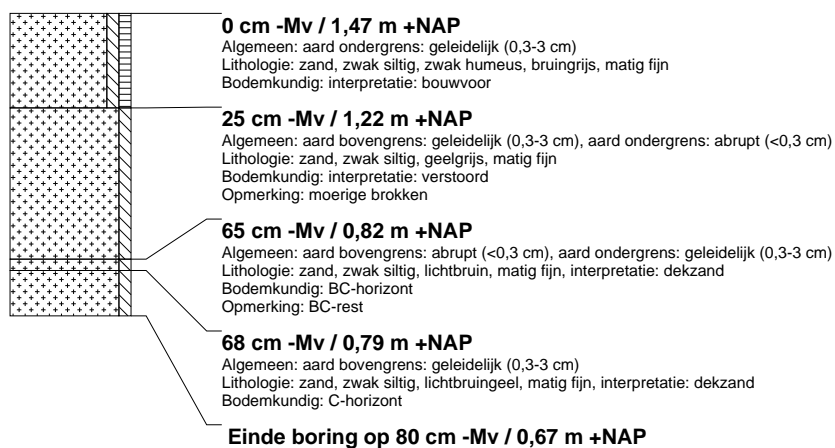 0 cm -Mv / 1,47 m +NAP
Algemeen: aard ondergrens: geleidelijk (0,3-3 cm)
Lithologie: zand, zwak siltig, zwak humeus, bruingrijs, matig fijn
Bodemkundig: interpretatie: bouwvoor
25 cm -Mv / 1,22 m +NAP
Algemeen: aard bovengrens: geleidelijk (0,3-3 cm), aard ondergrens: abrupt (<0,3 cm)
Lithologie: zand, zwak siltig, geelgrijs, matig fijn
Bodemkundig: interpretatie: verstoord
Opmerking: moerige brokken
65 cm -Mv / 0,82 m +NAP
Algemeen: aard bovengrens: abrupt (<0,3 cm), aard ondergrens: geleidelijk (0,3-3 cm)
Lithologie: zand, zwak siltig, lichtbruin, matig fijn, interpretatie: dekzand
Bodemkundig: BC-horizont
Opmerking: BC-rest
68 cm -Mv / 0,79 m +NAP
Algemeen: aard bovengrens: geleidelijk (0,3-3 cm)
Lithologie: zand, zwak siltig, lichtbruingeel, matig fijn, interpretatie: dekzand
Bodemkundig: C-horizont
Einde boring op 80 cm -Mv / 0,67 m +NAP